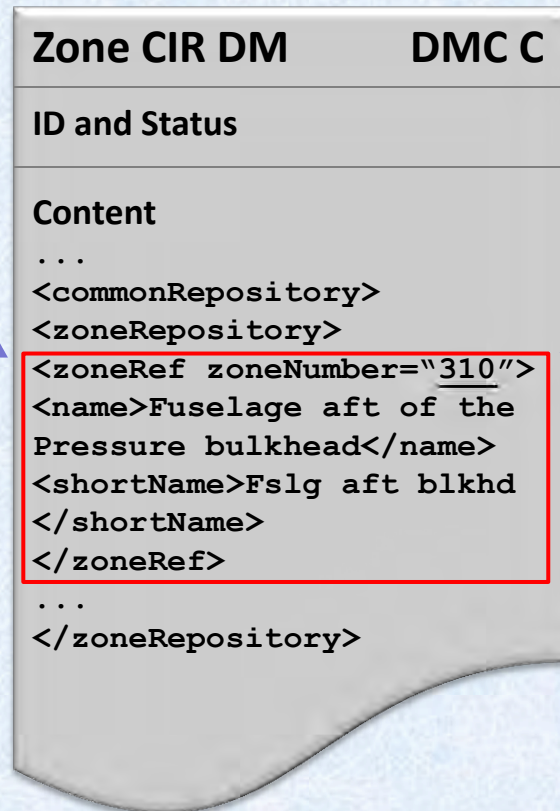 Zone CIR DM DMC C
ID and Status
Content
...
<commonRepository>
<zoneRepository>
<zoneRef zoneNumber=“310”>
<name>Fuselage aft of the
Pressure bulkhead</name>
<shortName>Fslg aft blkhd
</shortName>
</zoneRef>
...
</zoneRepository>